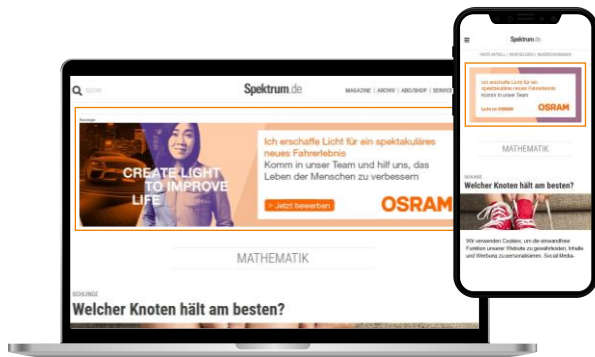 SUCHE
Spektrum.de
MAGAZINE | ARCHIV | ABO/SHOP | SERVICE
Anzeige
CREATE LIGHT
TO IMPROVE
LIFE
Ich erschaffe Licht für ein spektakuläres
neues Fahrerlebnis
Komm in unser Team und hilf uns, das
Leben der Menschen zu verbessern
> Jetzt bewerben
OSRAM
MATHEMATIK
SCHLINGE
Welcher Knoten hält am besten?
Spektrum.de
Ich erschaffe Licht für ein
spektakuläres neues Fahrerlebnis
Komm in unser Team
Licht ist OSRAM
OSRAM
MATHEMATIK
SCHLINGE
Welcher Knoten hält am besten?
Wir verwenden Cookies, um die einwandfreie
Funktion unserer Website zu gewährleisten, Inhalte
und Werbung zu personalisieren, Social Media-